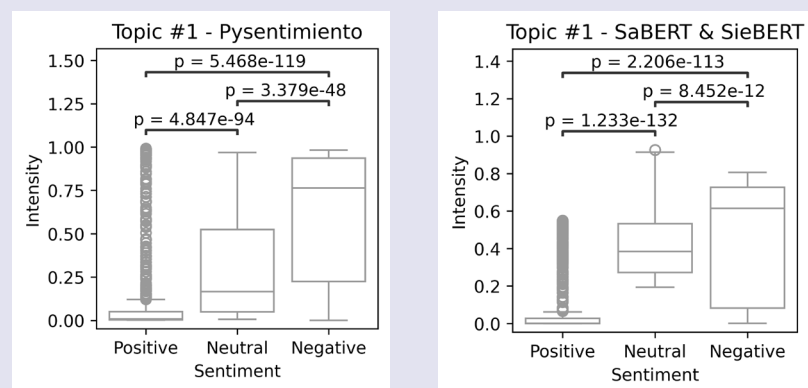 Topic #1 - Pysentimiento
1.50
1.25
1.00
0.75
0.50
0.25
0.00
Intensity
p = 5.468e-119
p = 3.379e-48
p = 4.847e-94
Positive Neutral Negative
Sentiment
Topic #1 - SaBERT & SieBERT
1.4
1.2
1.0
0.8
0.6
0.4
0.2
0.0
Intensity
p = 2.206e-113
p = 8.452e-12
p = 1.233e-132
Positive Neutral Negative
Sentiment